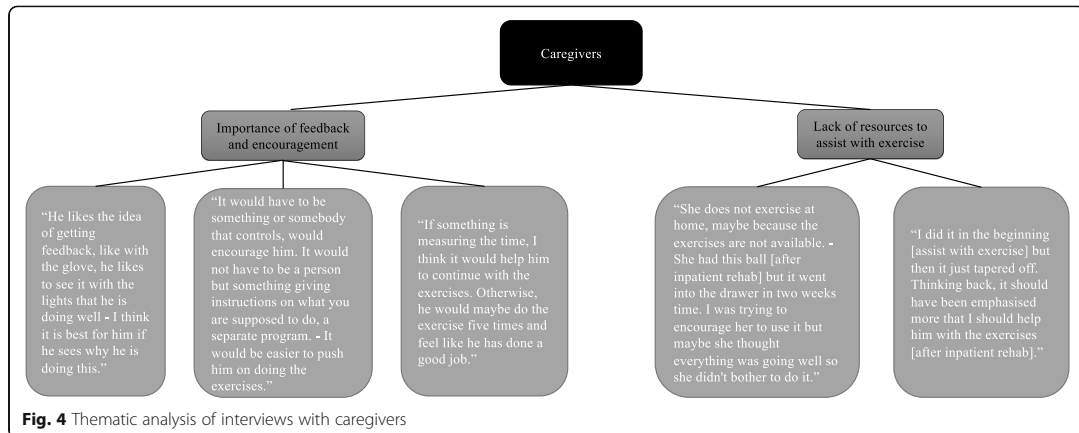 Caregivers
Importance of feedback
and encouragement
Lack of resources to
assist with exercise
“He likes the idea
of getting
feedback, like with
the glove, he likes
to see it with the
lights that he is
doing well - I think
it is best for him if
he sees why he is
doing this.”
“It would have to be
something or somebody
that controls, would
encourage him. It would
not have to be a person
but something giving
instructions on what you
are supposed to do, a
separate program. - It
would be easier to push
him on doing the
exercises.”
“If something is
measuring the time, I
think it would help him
to continue with the
exercises. Otherwise,
he would maybe do the
exercise five times and
feel like he has done a
good job.”
“She does not exercise at
home, maybe because the
exercises are not available. -
She had this ball [after
inpatient rehab] but it went
into the drawer in two weeks
time. I was trying to
encourage her to use it but
maybe she thought
everything was going well so
she didn't bother to do it.”
“I did it in the beginning
[assist with exercise] but
then it just tapered off.
Thinking back, it should
have been emphasised
more that I should help
him with the exercises
[after inpatient rehab].”
Fig. 4 Thematic analysis of interviews with caregivers